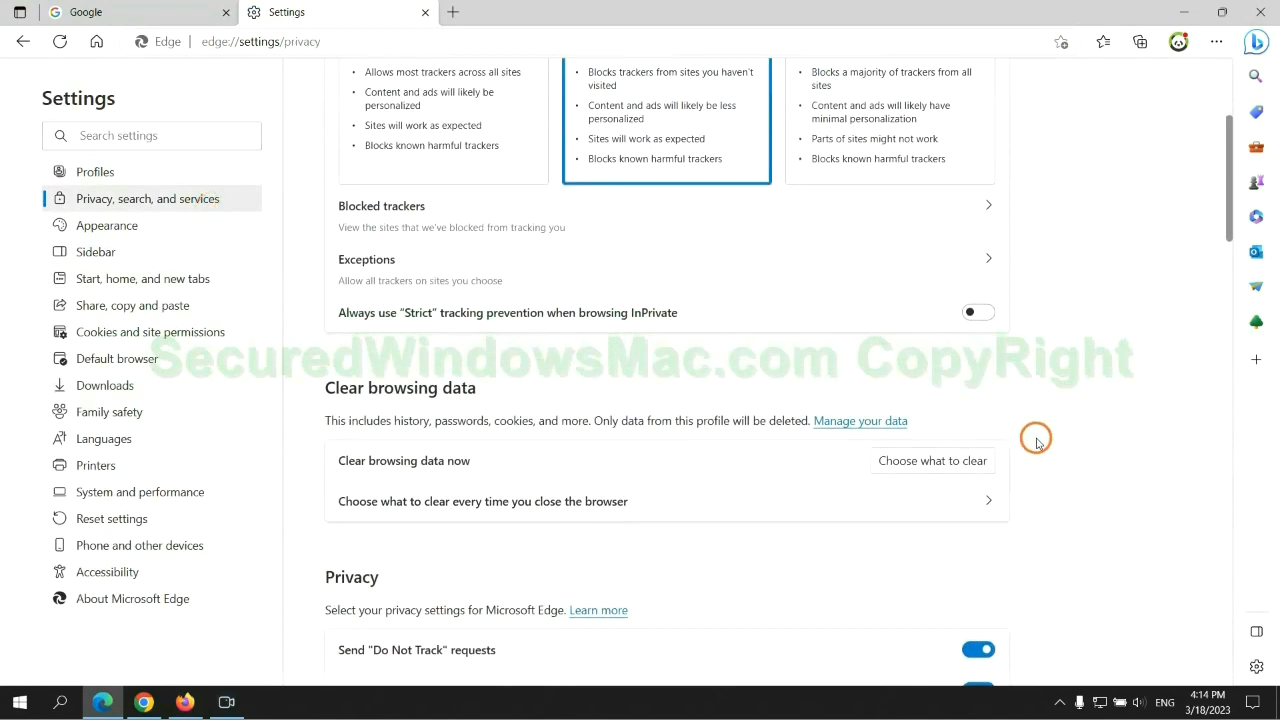 Google
Settings
Edge
edge://settings/privacy
Settings
Search settings
Profiles
Privacy, search, and services
Appearance
Sidebar
Start, home, and new tabs
Share, copy and paste
Cookies and site permissions
Default browser
Downloads
Family safety
Languages
Printers
System and performance
Reset settings
Phone and other devices
Accessibility
About Microsoft Edge
Allows most trackers across all sites
Content and ads will likely be
personalized
Sites will work as expected
Blocks known harmful trackers
Blocks trackers from sites you haven't
visited
Content and ads will likely be less
personalized
Sites will work as expected
Blocks known harmful trackers
Blocks a majority of trackers from all
sites
Content and ads will likely have
minimal personalization
Parts of sites might not work
Blocks known harmful trackers
Blocked trackers
View the sites that we've blocked from tracking you
Exceptions
Allow all trackers on sites you choose
Always use “Strict” tracking prevention when browsing InPrivate
SecuredWindowsMac.com CopyRight
Clear browsing data
This includes history, passwords, cookies, and more. Only data from this profile will be deleted. Manage your data
Clear browsing data now
Choose what to clear
Choose what to clear every time you close the browser
Privacy
Select your privacy settings for Microsoft Edge. Learn more
Send "Do Not Track" requests
ENG
4:14 PM
3/18/2023